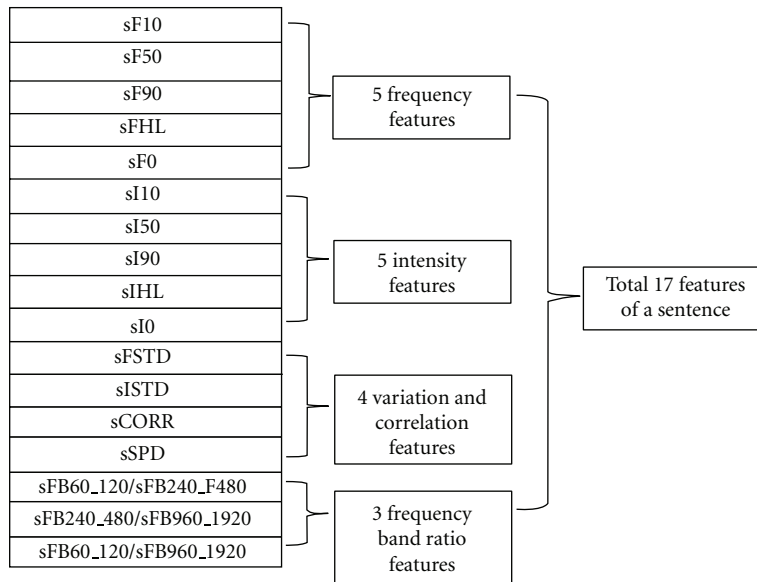 sF10
sF50
sF90
sFHL
sF0
sI10
sI50
sI90
sIHL
sI0
sFSTD
sISTD
sCORR
sSPD
sFB60_120/sFB240_F480
sFB240_480/sFB960_1920
sFB60_120/sFB960_1920
5 frequency
features
5 intensity
features
4 variation and
correlation
features
3 frequency
band ratio
features
Total 17 features
of a sentence